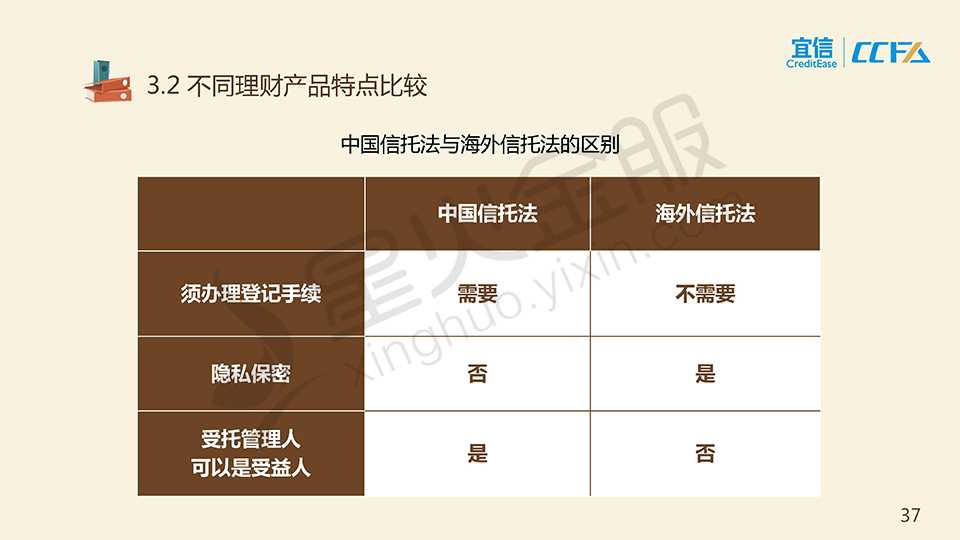 宜信
CreditEase
CCFA
3.2 不同理财产品特点比较
中国信托法与海外信托法的区别
中国信托法
海外信托法
须办理登记手续
需要
不需要
隐私保密
否
是
受托管理人
可以是受益人
是
否
星火金服
xinghuo.yixin.com
37